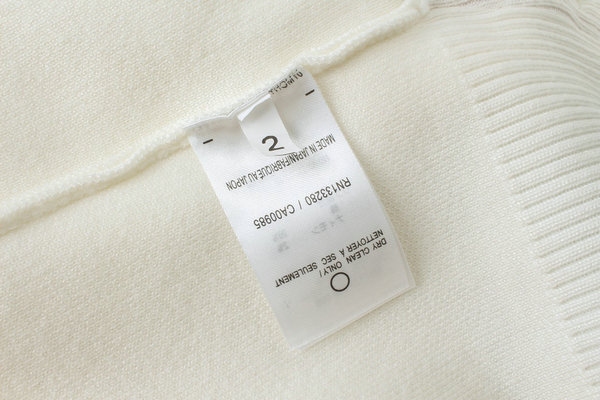 2
MADE IN JAPAN/FABRIQUÉ AU JAPON
RN133280 / CA00985
DRY CLEAN ONLY/
NETTOYER À SEC SEULEMENT